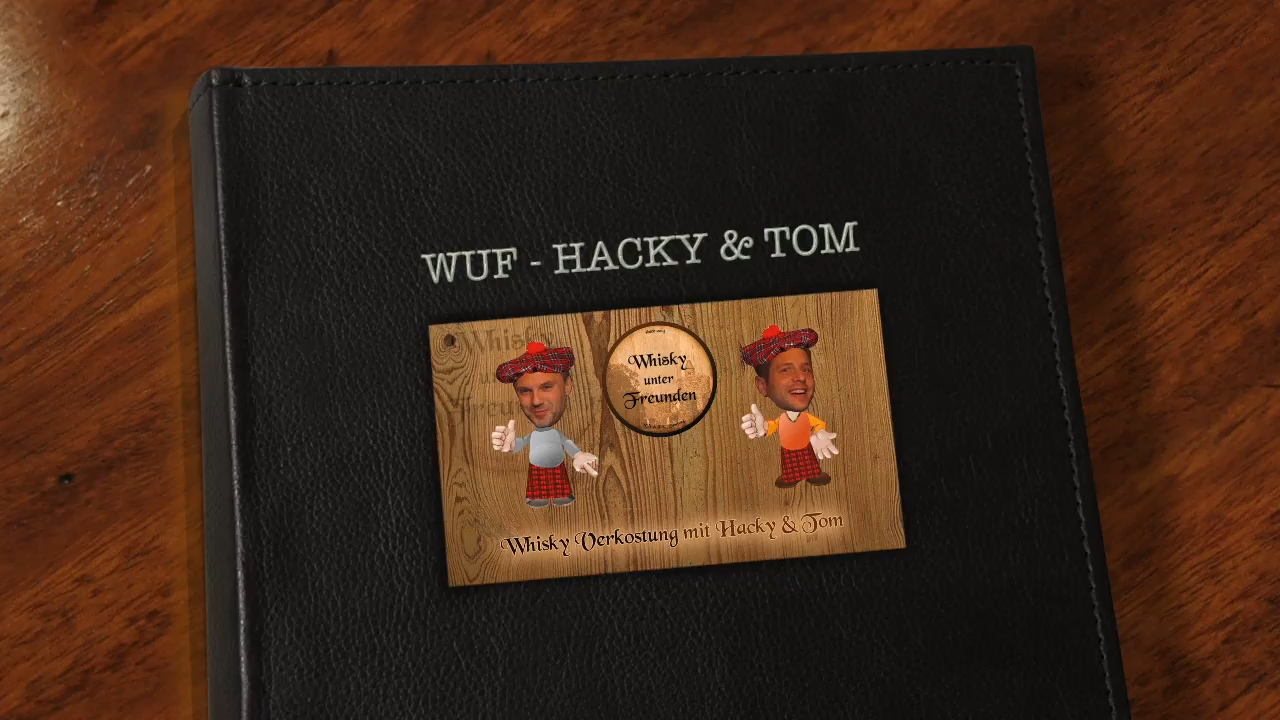 WUF - HACKY & TOM
Whisky
unter
Freunden
Whisky Verkostung mit Hacky & Tom